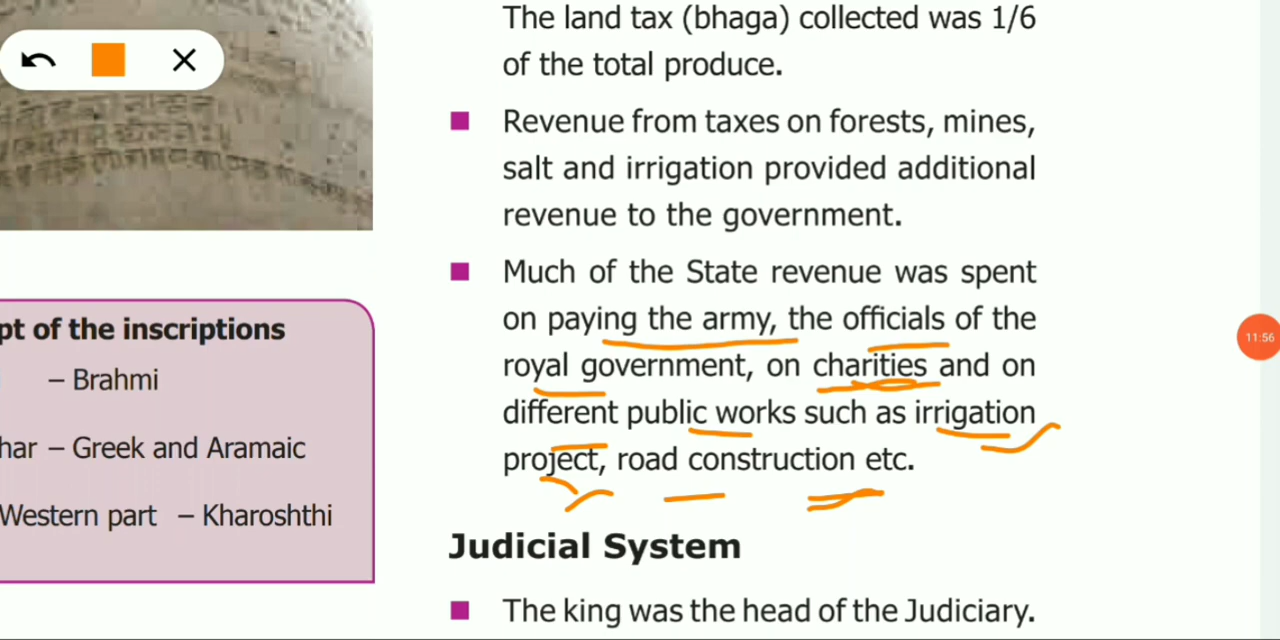 The land tax (bhaga) collected was 1/6
of the total produce.
Revenue from taxes on forests, mines,
salt and irrigation provided additional
revenue to the government.
Much of the State revenue was spent
on paying the army, the officials of the
royal government, on charities and on
different public works such as irrigation
project, road construction etc.
Judicial System
The king was the head of the Judiciary.
pt of the inscriptions
– Brahmi
har – Greek and Aramaic
Western part – Kharoshthi
11:56